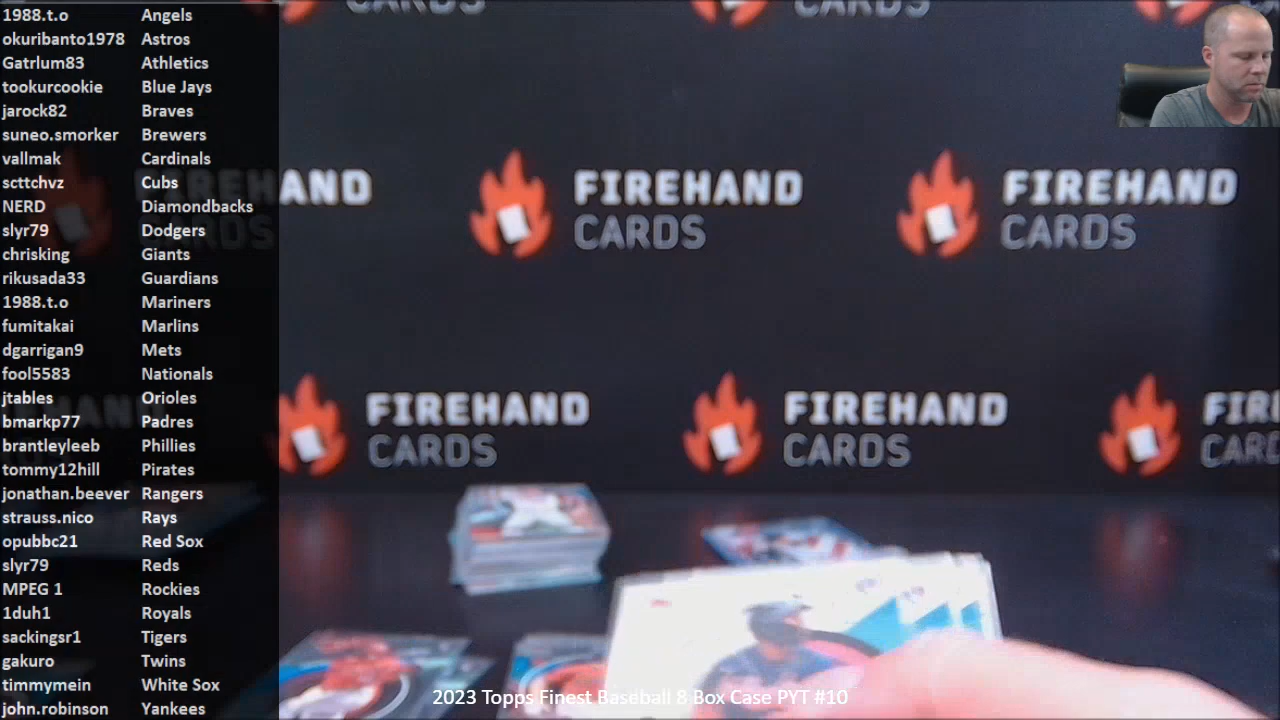 1988.t.o Angels
okuribanto1978 Astros
Gatrlum83 Athletics
tookurcookie Blue Jays
jarock82 Braves
suneo.smorker Brewers
vallmak Cardinals
scttchvz Cubs
NERD Diamondbacks
slyr79 Dodgers
chrisking Giants
rikusada33 Guardians
1988.t.o Mariners
fumitakai Marlins
dgarrigan9 Mets
fool5583 Nationals
jtables Orioles
bmarkp77 Padres
brantleyleeb Phillies
tommy12hill Pirates
jonathan.beever Rangers
strauss.nico Rays
opubbc21 Red Sox
slyr79 Reds
MPEG 1 Rockies
1duh1 Royals
sackingsr1 Tigers
gakuro Twins
timmymein White Sox
john.robinson Yankees
CARDS
CARDS
FIREHAND
CARDS
FIREHAND
CARDS
FIREHAND
CARDS
FIREHAND
CARDS
FIREHAND
CARDS
2023 Topps Finest Baseball 8 Box Case PYT #10